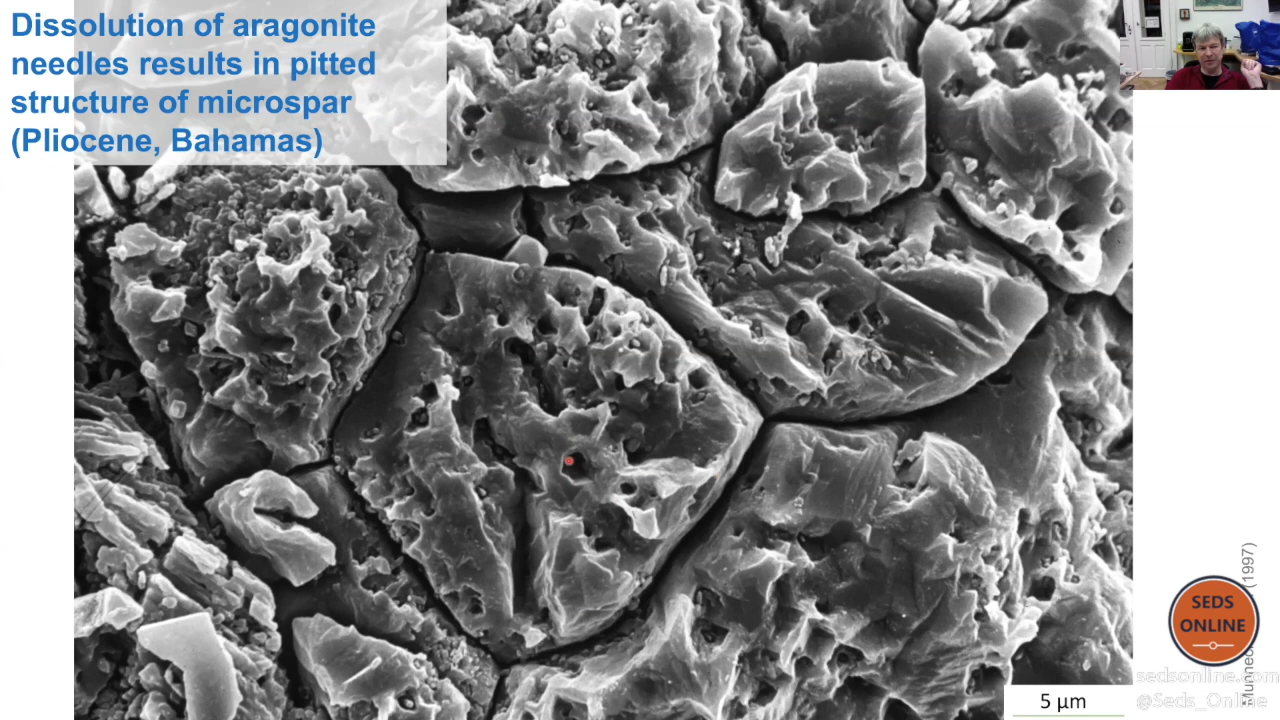 Dissolution of aragonite
needles results in pitted
structure of microspar
(Pliocene, Bahamas)
(1997)
SEDS
ONLINE
sedsonline.com
@Seds_Online
5 µm